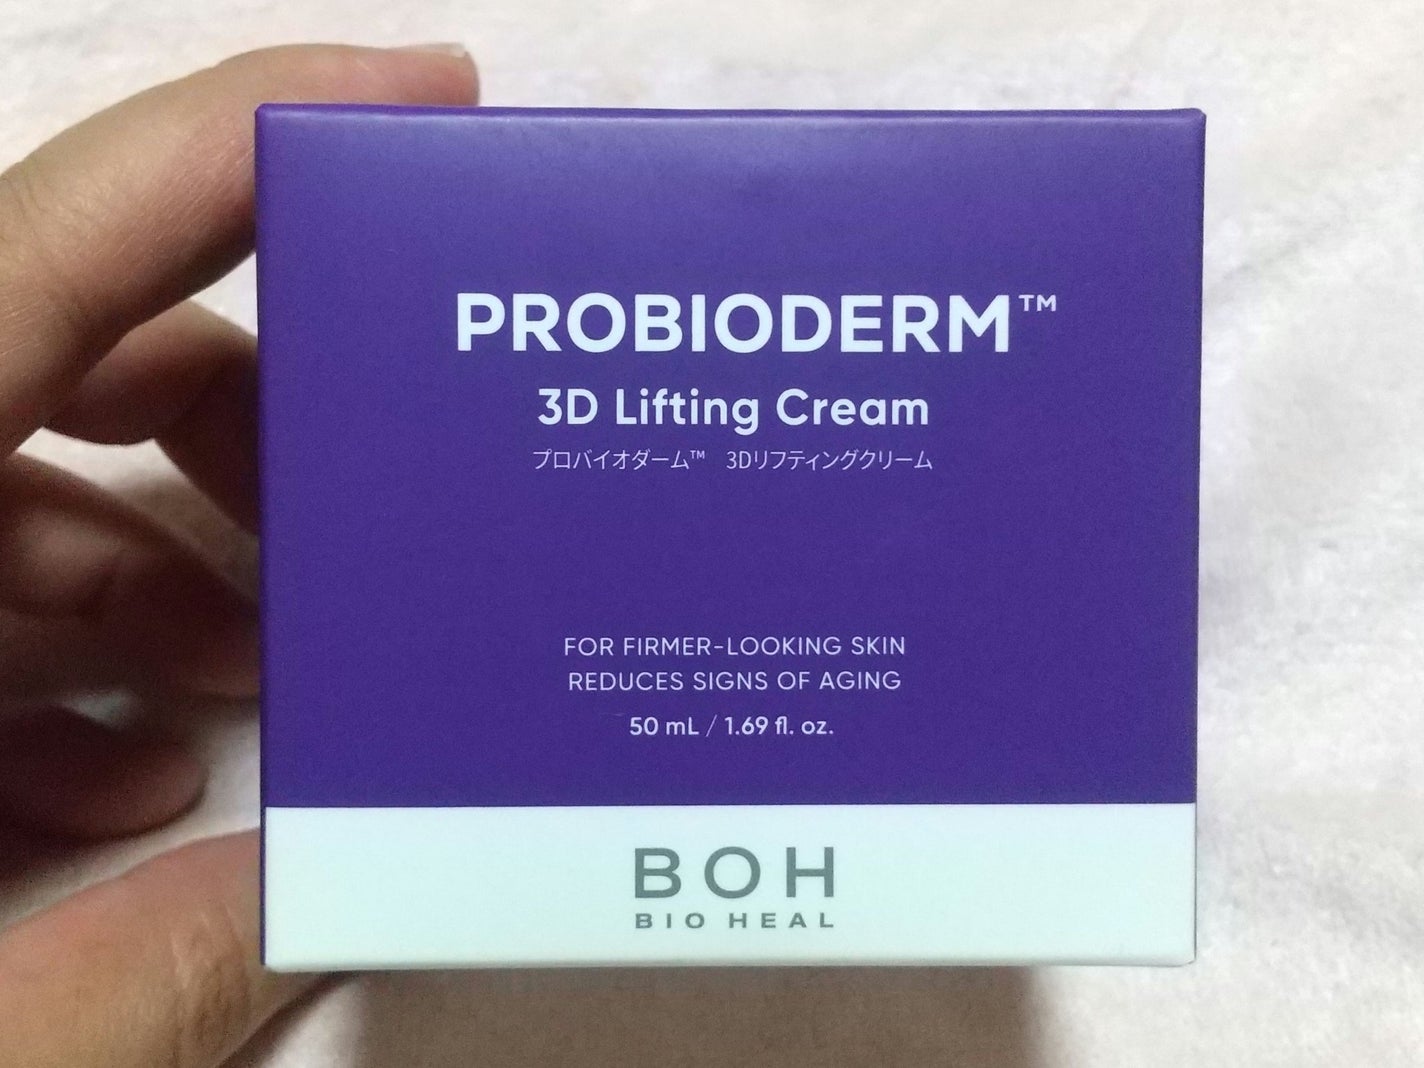 PROBIODERM™
3D Lifting Cream
プロバイオダーム™ 3Dリフティングクリーム
FOR FIRMER-LOOKING SKIN
REDUCES SIGNS OF AGING
50 mL / 1.69 fl. oz.
BOH
BIO HEAL